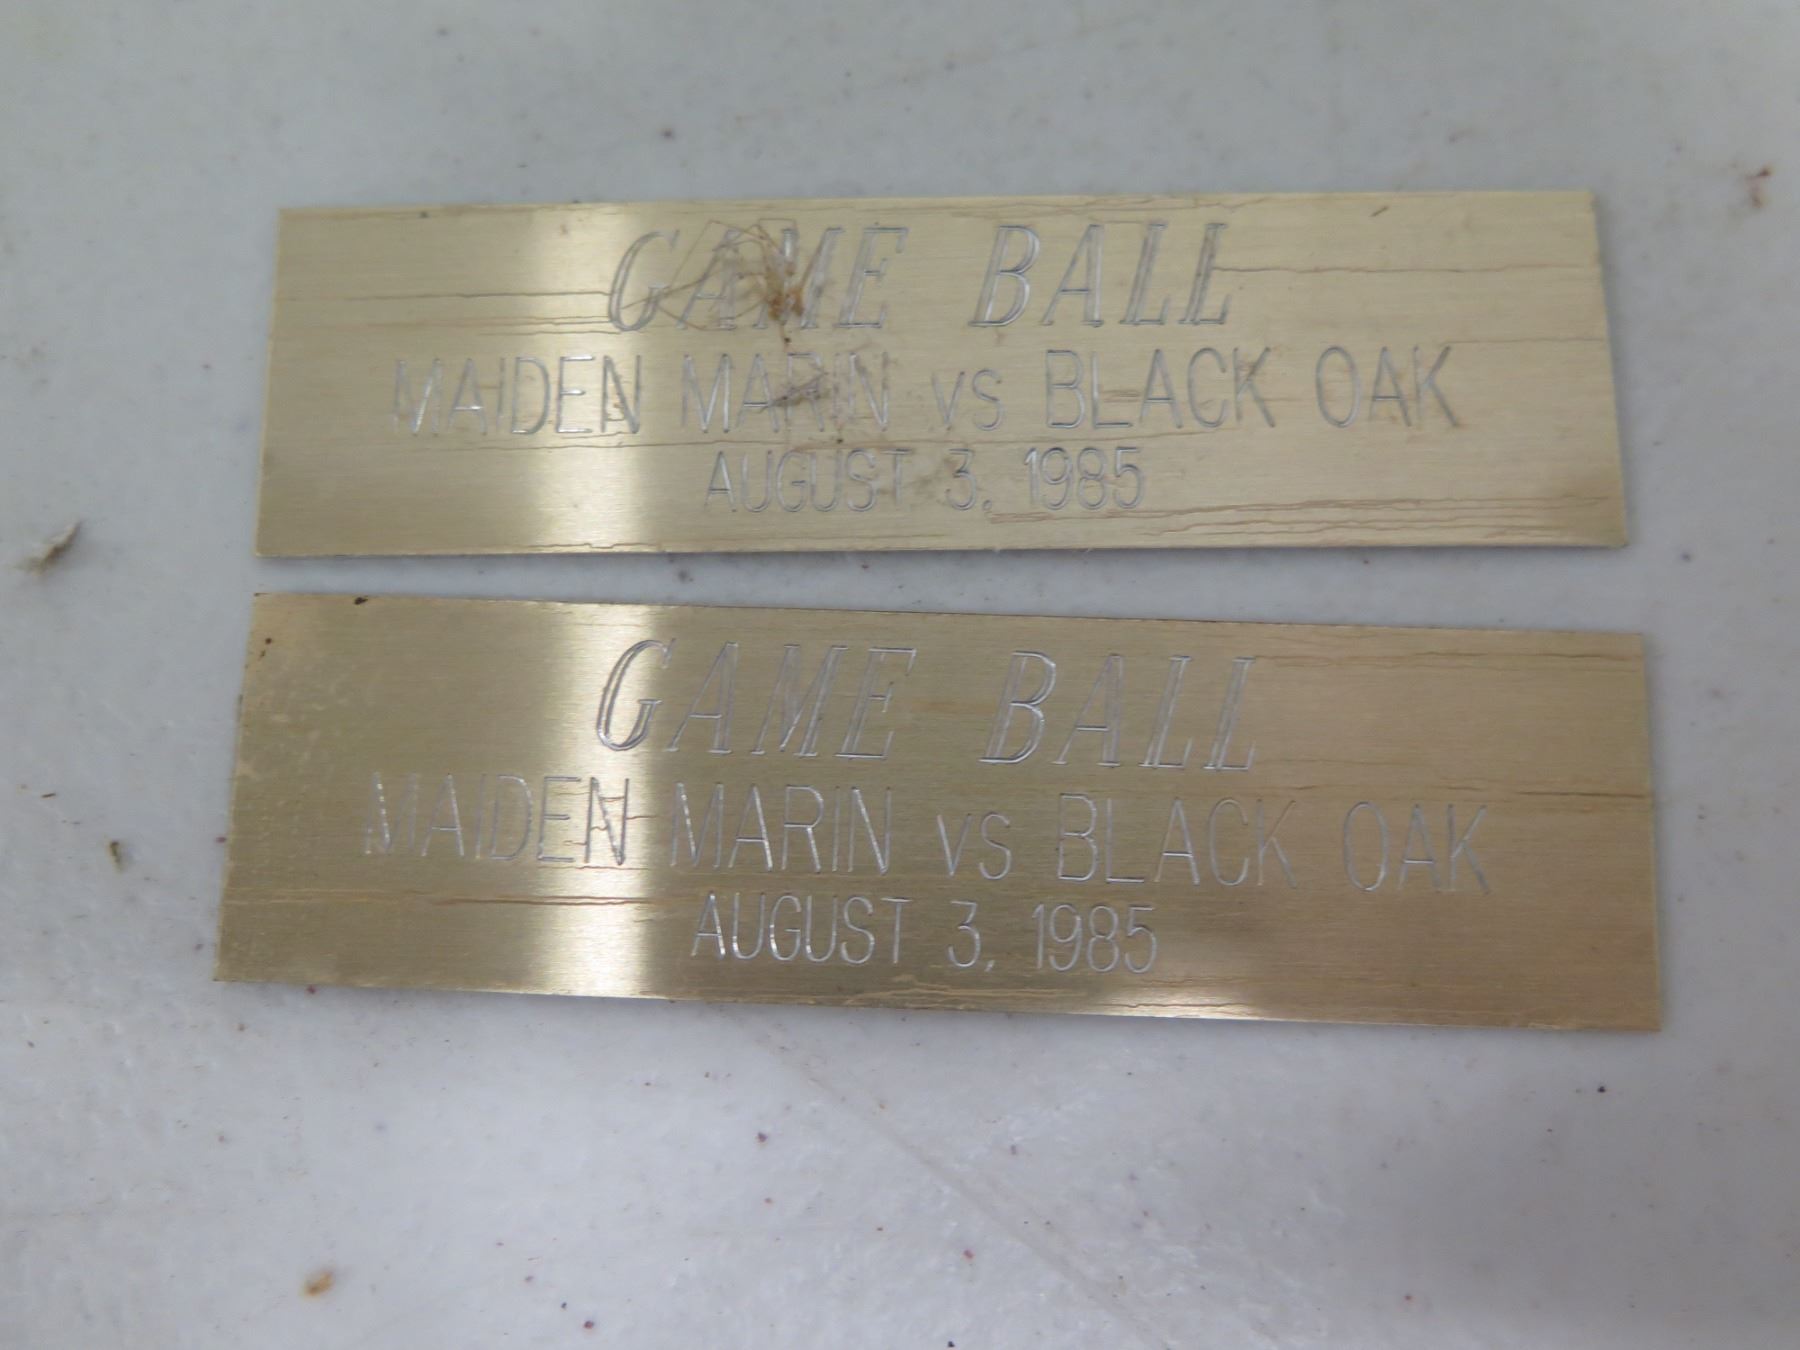 GAME BALL
MAIDEN MARIN vs BLACK OAK
AUGUST 3, 1985
GAME BALL
MAIDEN MARIN vs BLACK OAK
AUGUST 3, 1985